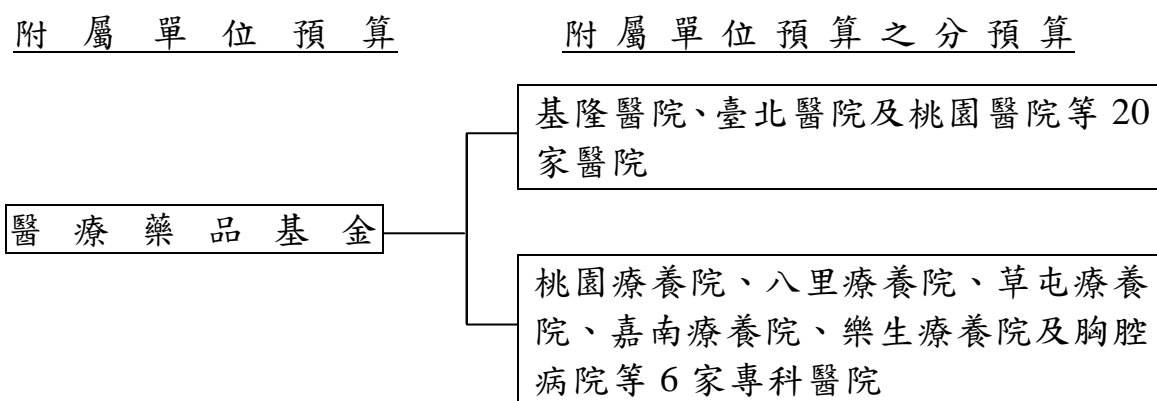 附屬單位預算
附屬單位預算之分預算
基隆醫院、臺北醫院及桃園醫院等 20
家醫院
醫療藥品基金
桃園療養院、八里療養院、草屯療養
院、嘉南療養院、樂生療養院及胸腔
病院等 6 家專科醫院